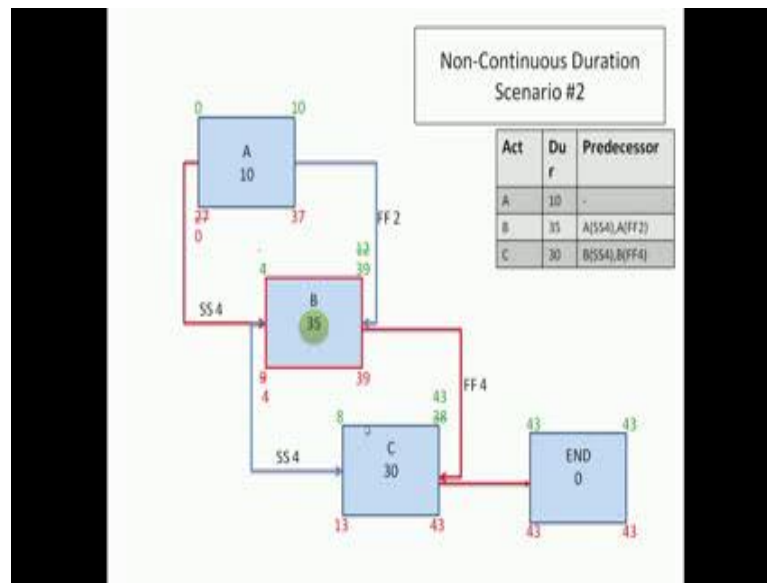 Non-Continuous Duration
Scenario #2
Act Du r Predecessor
A 10 -
B 35 A(SS4),A(FF2)
C 30 B(SS4),B(FF4)
0 10
A
10
27 37
0
FF 2
12
4 39
B
35
SS 4
9 39
4
FF 4
43
8 38
C
30
SS 4
13 43
43 43
END
0
43 43